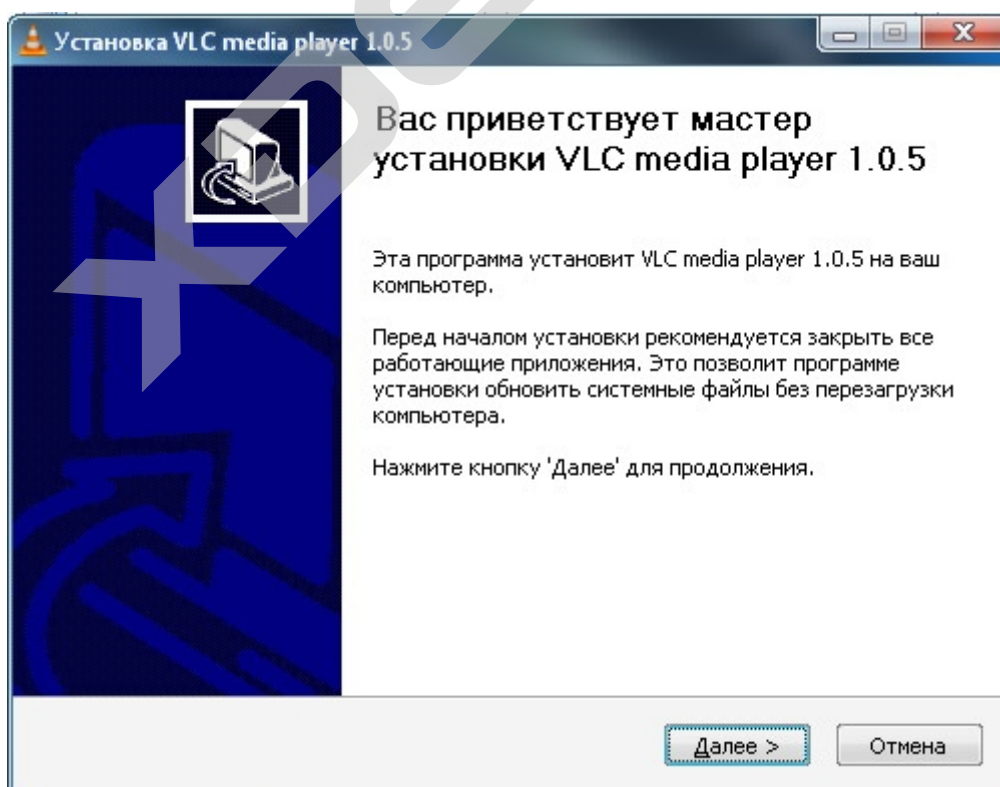 Установка VLC media player 1.0.5
Вас приветствует мастер
установки VLC media player 1.0.5
Эта программа установит VLC media player 1.0.5 на ваш
компьютер.
Перед началом установки рекомендуется закрыть все
работающие приложения. Это позволит программе
установки обновить системные файлы без перезагрузки
компьютера.
Нажмите кнопку 'Далее' для продолжения.
Далее >
Отмена